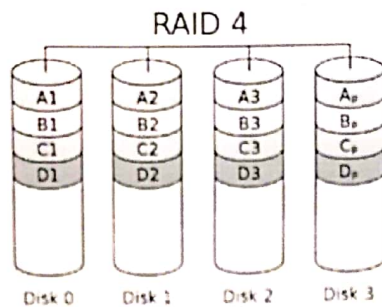 RAID 4
A1 A2 A3 Aₚ
B1 B2 B3 Bₚ
C1 C2 C3 Cₚ
D1 D2 D3 Dₚ
Disk 0 Disk 1 Disk 2 Disk 3